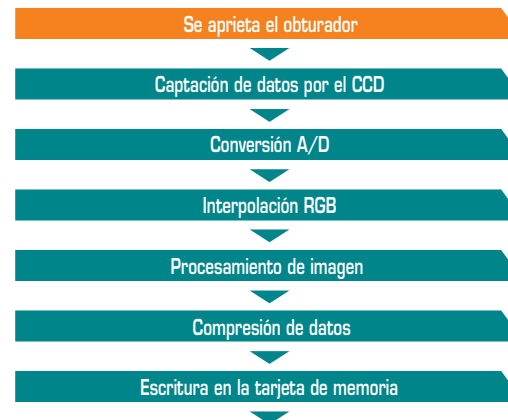 Se aprieta el obturador
Captación de datos por el CCD
Conversión A/D
Interpolación RGB
Procesamiento de imagen
Compresión de datos
Escritura en la tarjeta de memoria